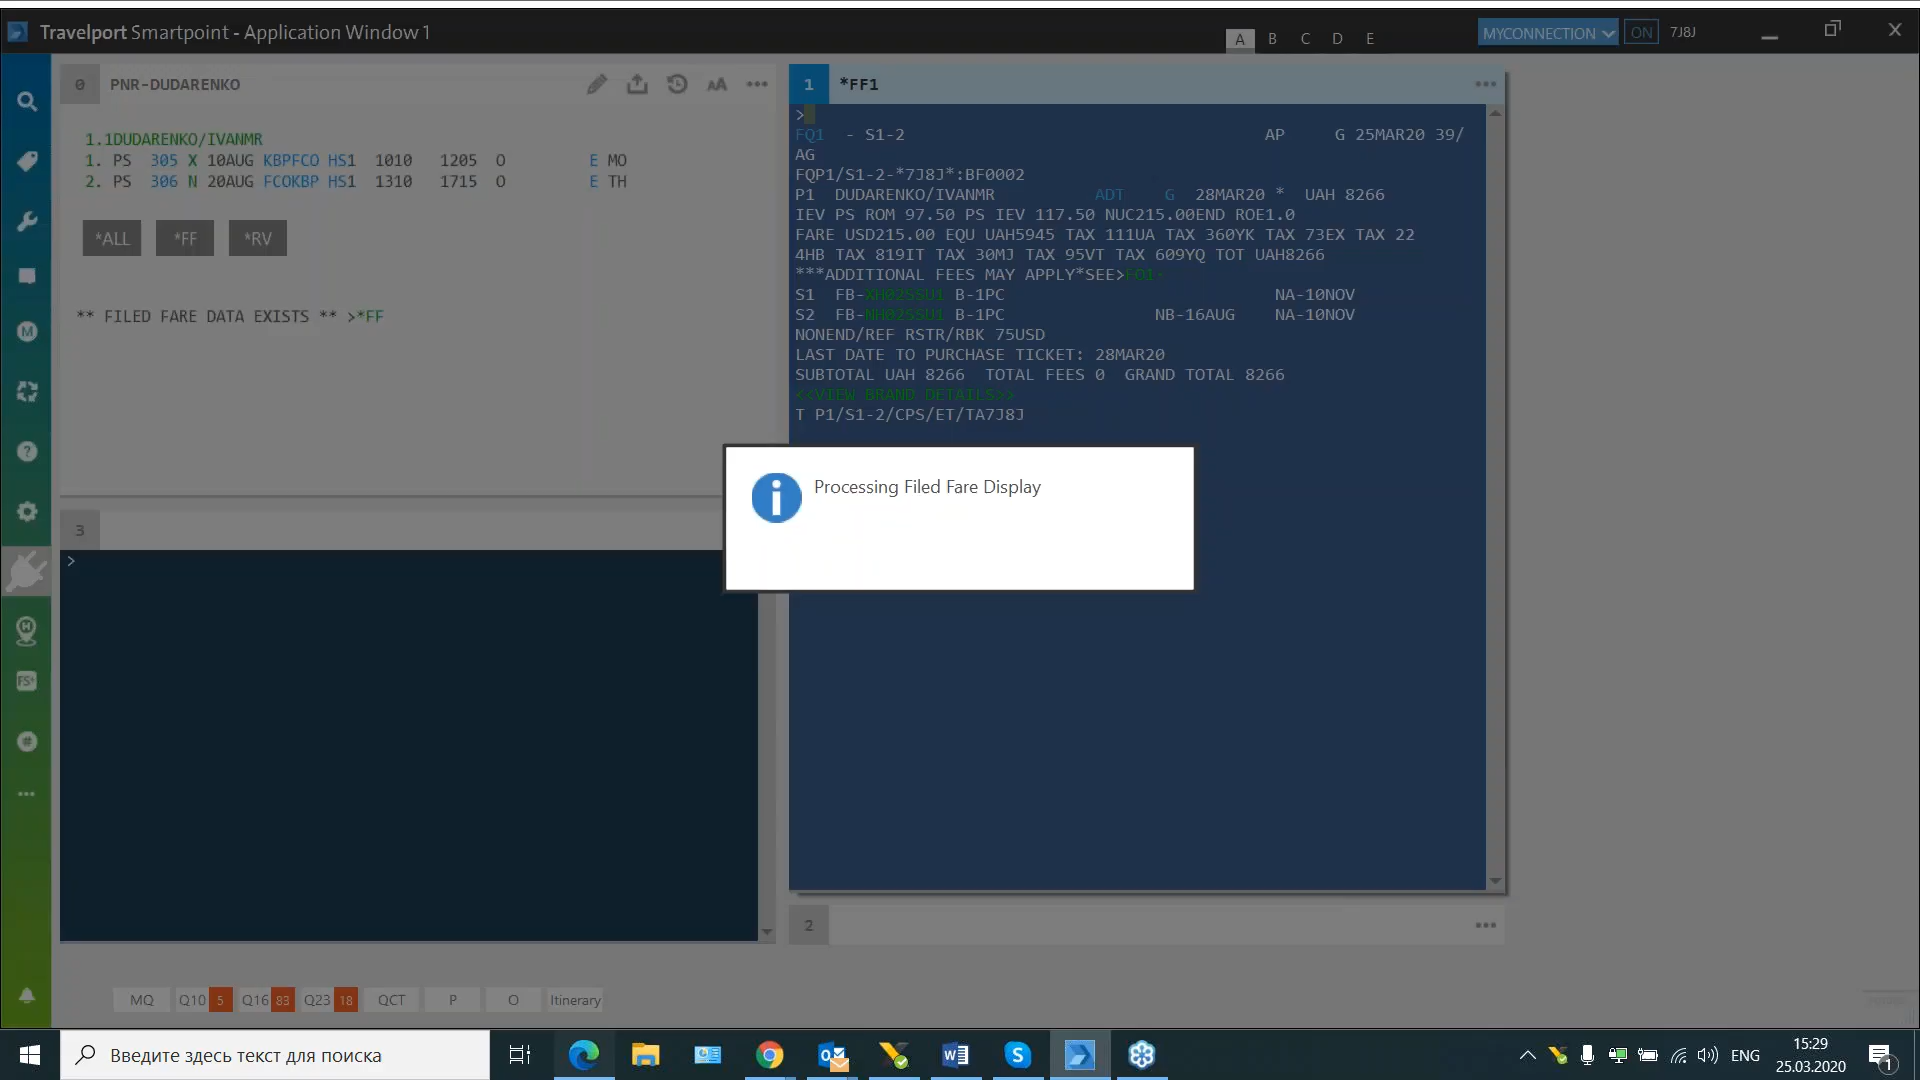 Travelport Smartpoint - Application Window 1
A B C D E
MYCONNECTION ON 7J8J
0 PNR-DUDARENKO
1.1DUDARENKO/IVANMR
1. PS 305 X 10AUG KBPFCO HS1 1010 1205 O E MO
2. PS 306 N 20AUG FCOKBP HS1 1310 1715 O E TH
*ALL *FF *RV
** FILED FARE DATA EXISTS ** >*FF
3
>
1 *FF1
>
FQ1 - S1-2 AP G 25MAR20 39/
AG
FQP1/S1-2-*7J8J*:BF0002
P1 DUDARENKO/IVANMR ADT G 28MAR20 * UAH 8266
IEV PS ROM 97.50 PS IEV 117.50 NUC215.00END ROE1.0
FARE USD215.00 EQU UAH5945 TAX 111UA TAX 360YK TAX 73EX TAX 22
4HB TAX 819IT TAX 30MJ TAX 95VT TAX 609YQ TOT UAH8266
***ADDITIONAL FEES MAY APPLY*SEE>
S1 FB- B-1PC NA-10NOV
S2 FB- B-1PC NB-16AUG NA-10NOV
NONEND/REF RSTR/RBK 75USD
LAST DATE TO PURCHASE TICKET: 28MAR20
SUBTOTAL UAH 8266 TOTAL FEES 0 GRAND TOTAL 8266
<<VIEW BRAND DETAILS>>
T P1/S1-2/CPS/ET/TA7J8J
Processing Filed Fare Display
2
MQ Q10 5 Q16 83 Q23 18 QCT P O Itinerary
Введите здесь текст для поиска
ENG
15:29
25.03.2020
1